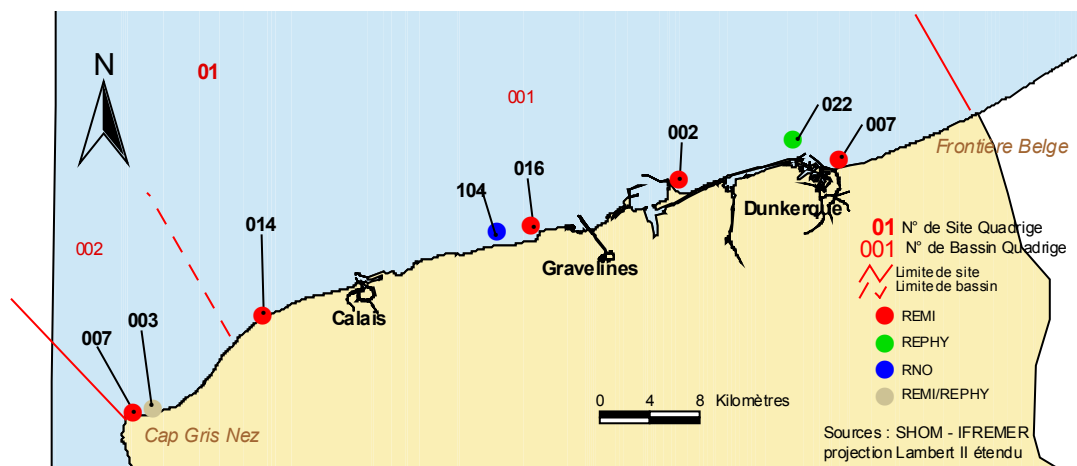 N
01
001
022
002
007
Frontière Belge
016
104
Dunkerque
002
014
Gravelines
Calais
003
007
Cap Gris Nez
01 N° de Site Quadrige
001 N° de Bassin Quadrige
Limite de site
Limite de bassin
REMI
REPHY
RNO
REMI/REPHY
0 4 8 Kilomètres
Sources : SHOM - IFREMER
projection Lambert II étendu